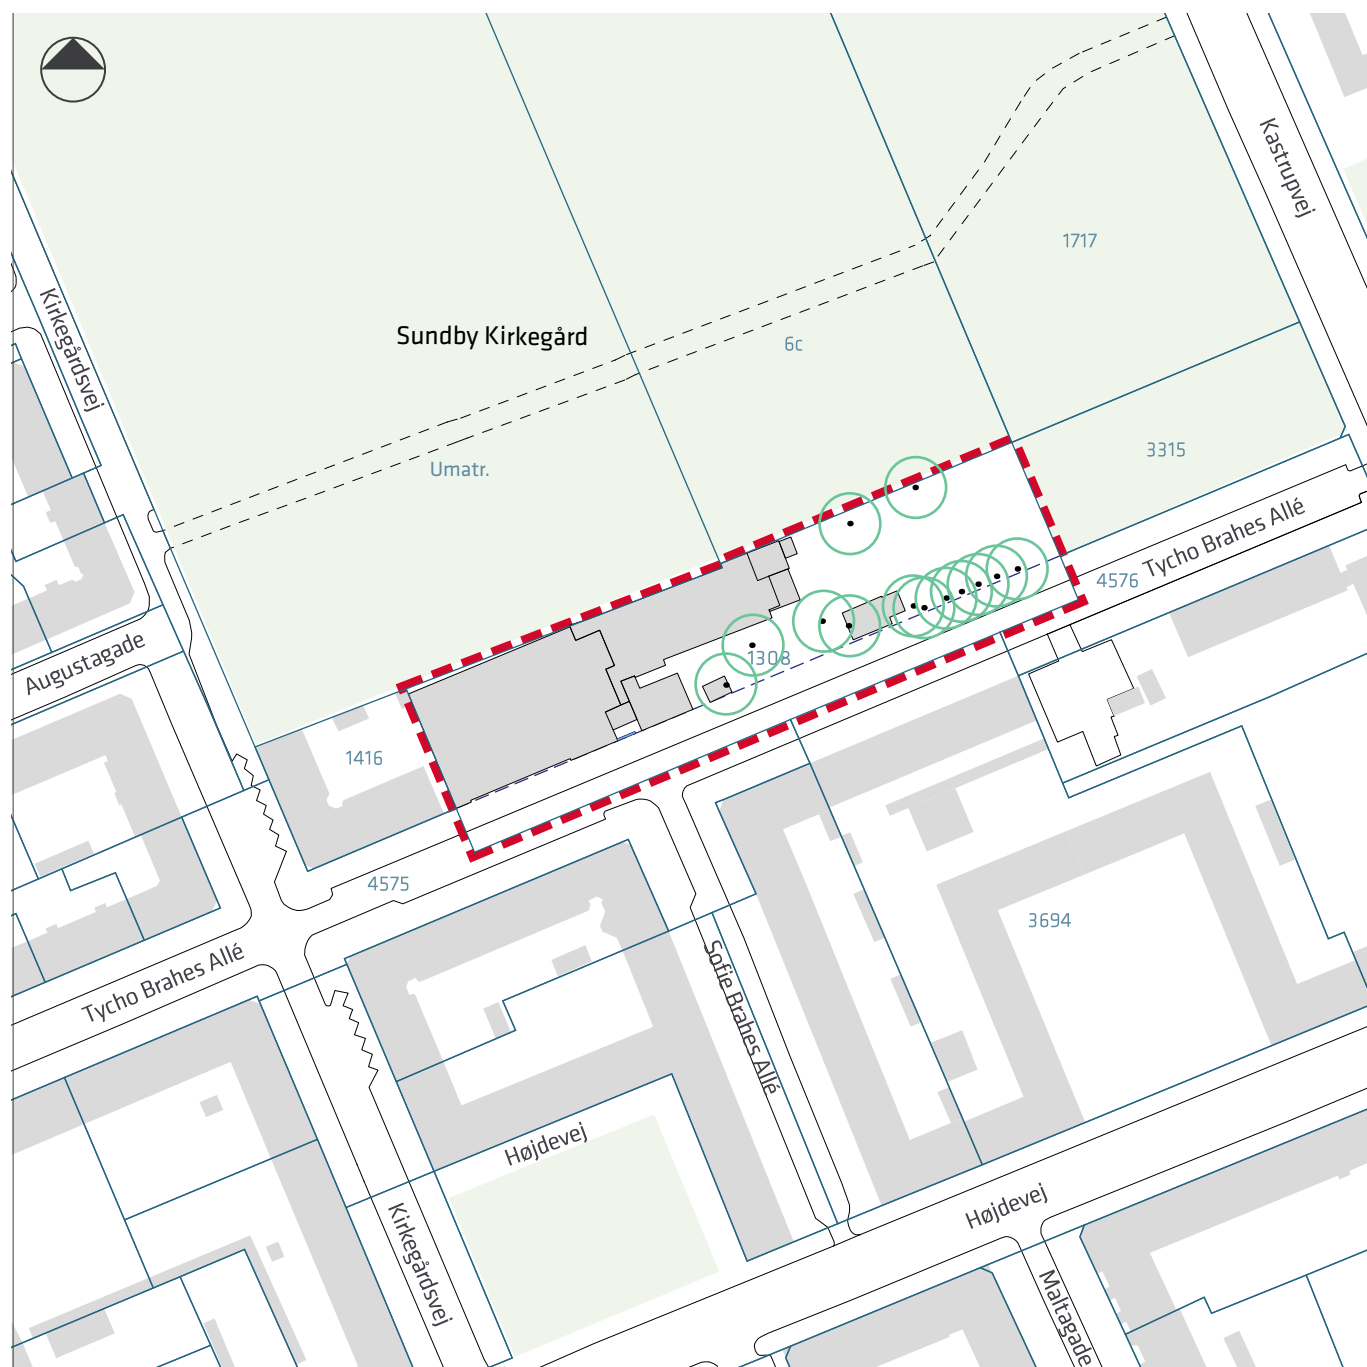 Kastrupvej
1717
Kirkegårdsvej
Sundby Kirkegård
6c
3315
Umatr.
Tycho Brahes Allé
4576
Augustagade
1308
1416
4575
3694
Tycho Brahes Allé
Sofie Brahes Allé
Højdevej
Højdevej
Kirkegårdsvej
Maltagade